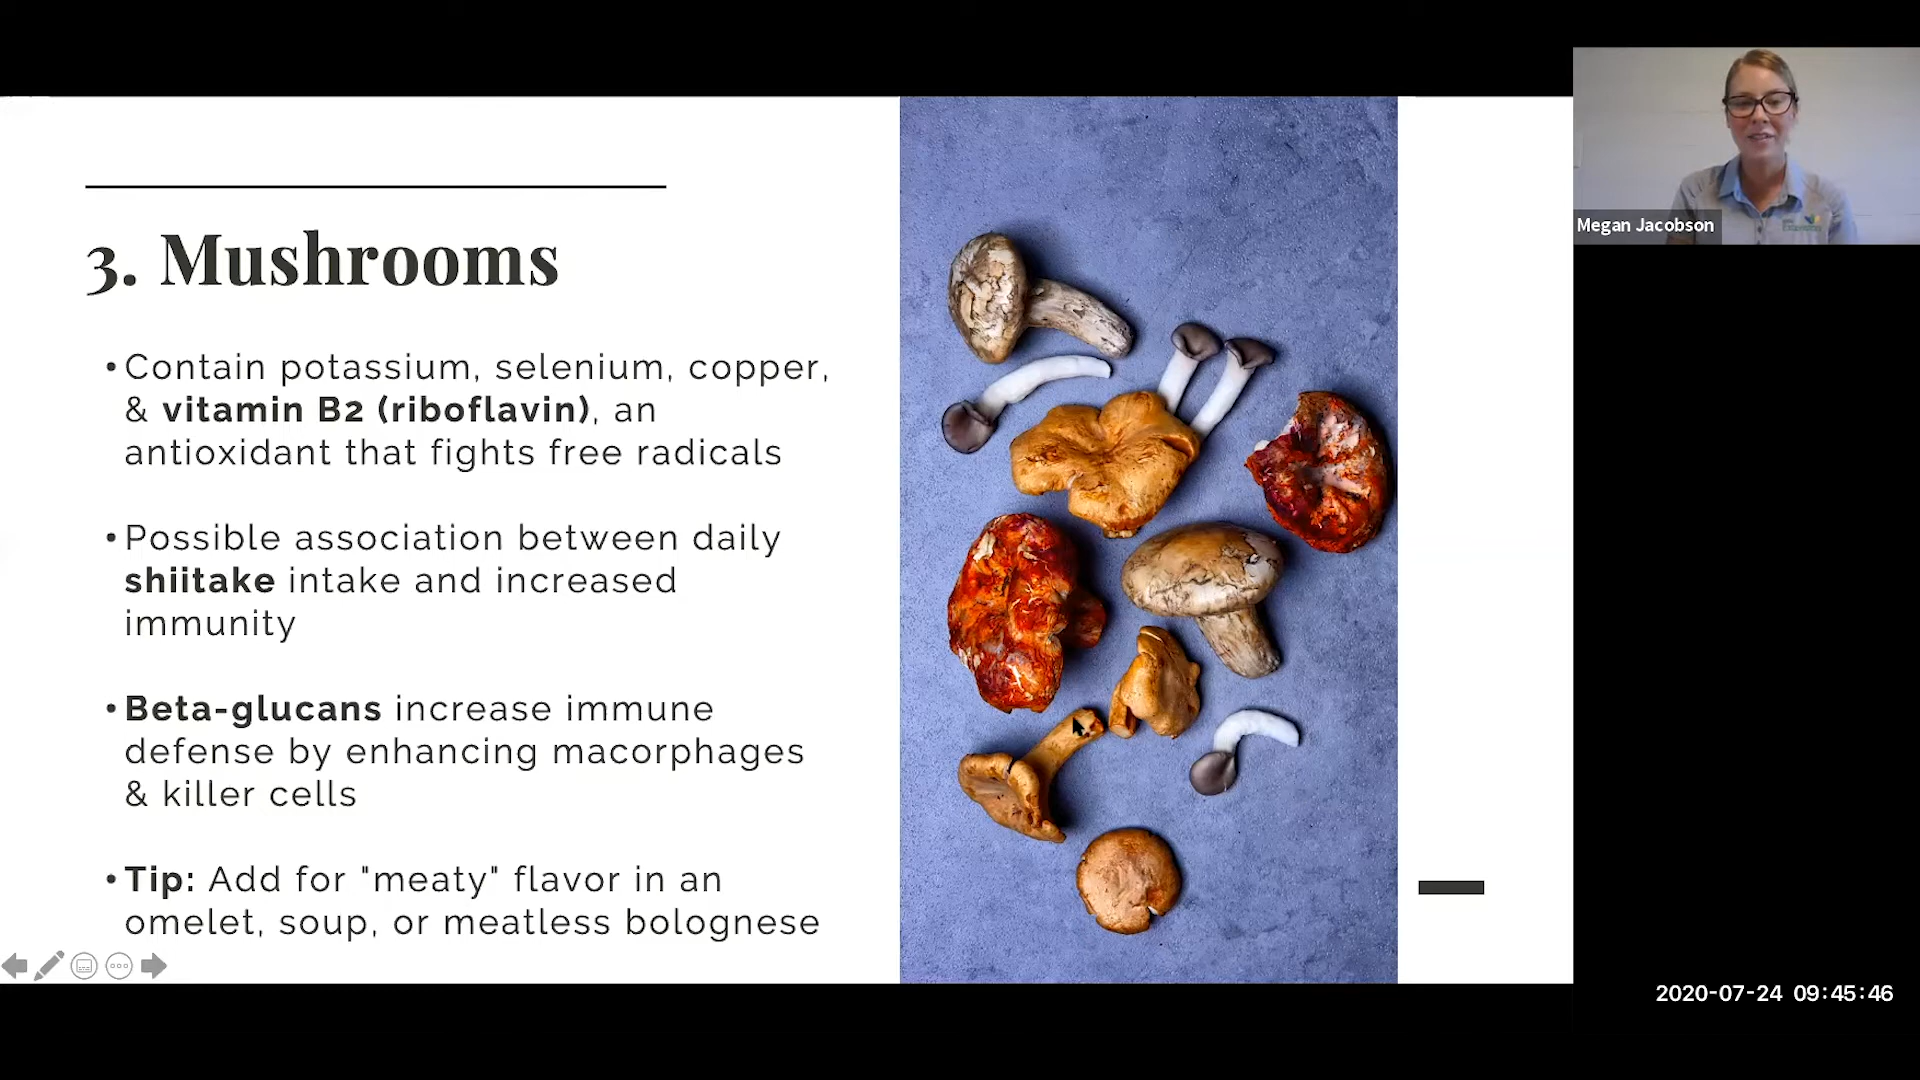 3. Mushrooms
•Contain potassium, selenium, copper,
& vitamin B2 (riboflavin), an
antioxidant that fights free radicals
•Possible association between daily
shiitake intake and increased
immunity
•Beta-glucans increase immune
defense by enhancing macorphages
& killer cells
•Tip: Add for "meaty" flavor in an
omelet, soup, or meatless bolognese
Megan Jacobson
2020-07-24 09:45:46